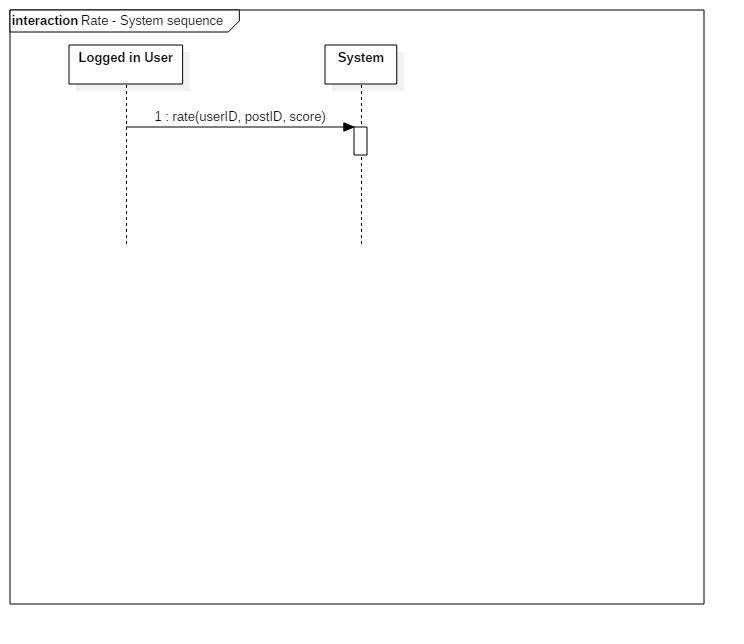 interaction Rate - System sequence
Logged in User
System
1 : rate(userID, postID, score)